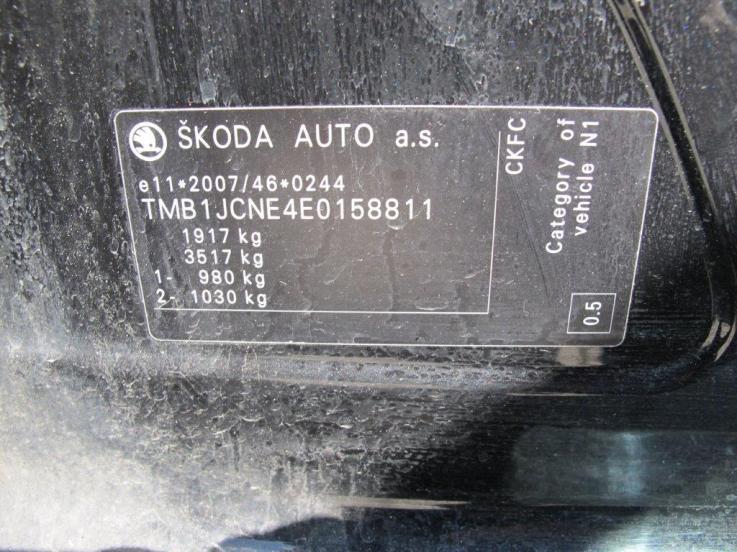 ŠKODA AUTO a.s.
e11*2007/46*0244
TMB1JCNE4E0158811
1917 kg
3517 kg
1- 980 kg
2- 1030 kg
CKFC
Category of
vehicle N1
0.5